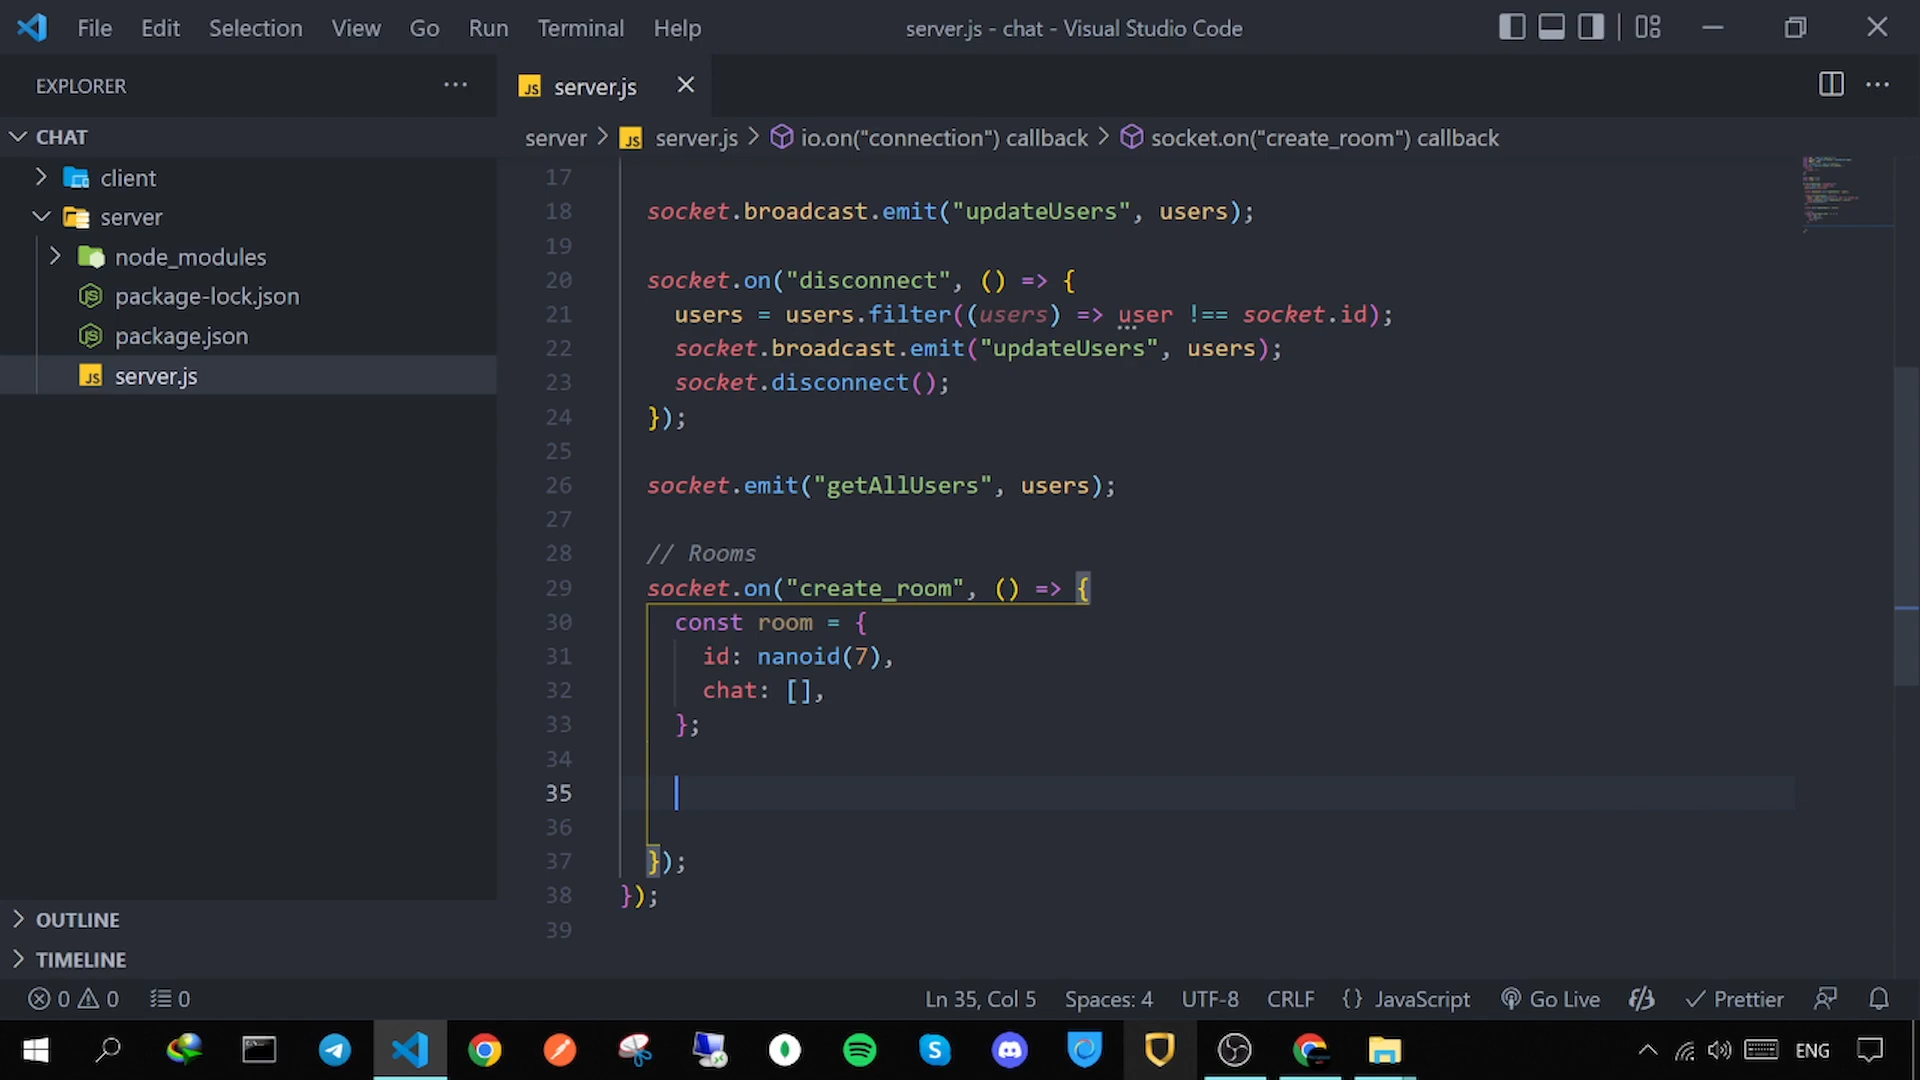 File Edit Selection View Go Run Terminal Help
server.js - chat - Visual Studio Code
EXPLORER
server.js
CHAT
client
server
node_modules
package-lock.json
package.json
server.js
OUTLINE
TIMELINE
server > server.js > io.on("connection") callback > socket.on("create_room") callback
17
18 socket.broadcast.emit("updateUsers", users);
19
20 socket.on("disconnect", () => {
21 users = users.filter((users) => user !== socket.id);
22 socket.broadcast.emit("updateUsers", users);
23 socket.disconnect();
24 });
25
26 socket.emit("getAllUsers", users);
27
28 // Rooms
29 socket.on("create_room", () => {
30 const room = {
31 id: nanoid(7),
32 chat: [],
33 };
34
35
36
37 });
38 });
39
0 0 0
Ln 35, Col 5 Spaces: 4 UTF-8 CRLF {} JavaScript Go Live Prettier
ENG